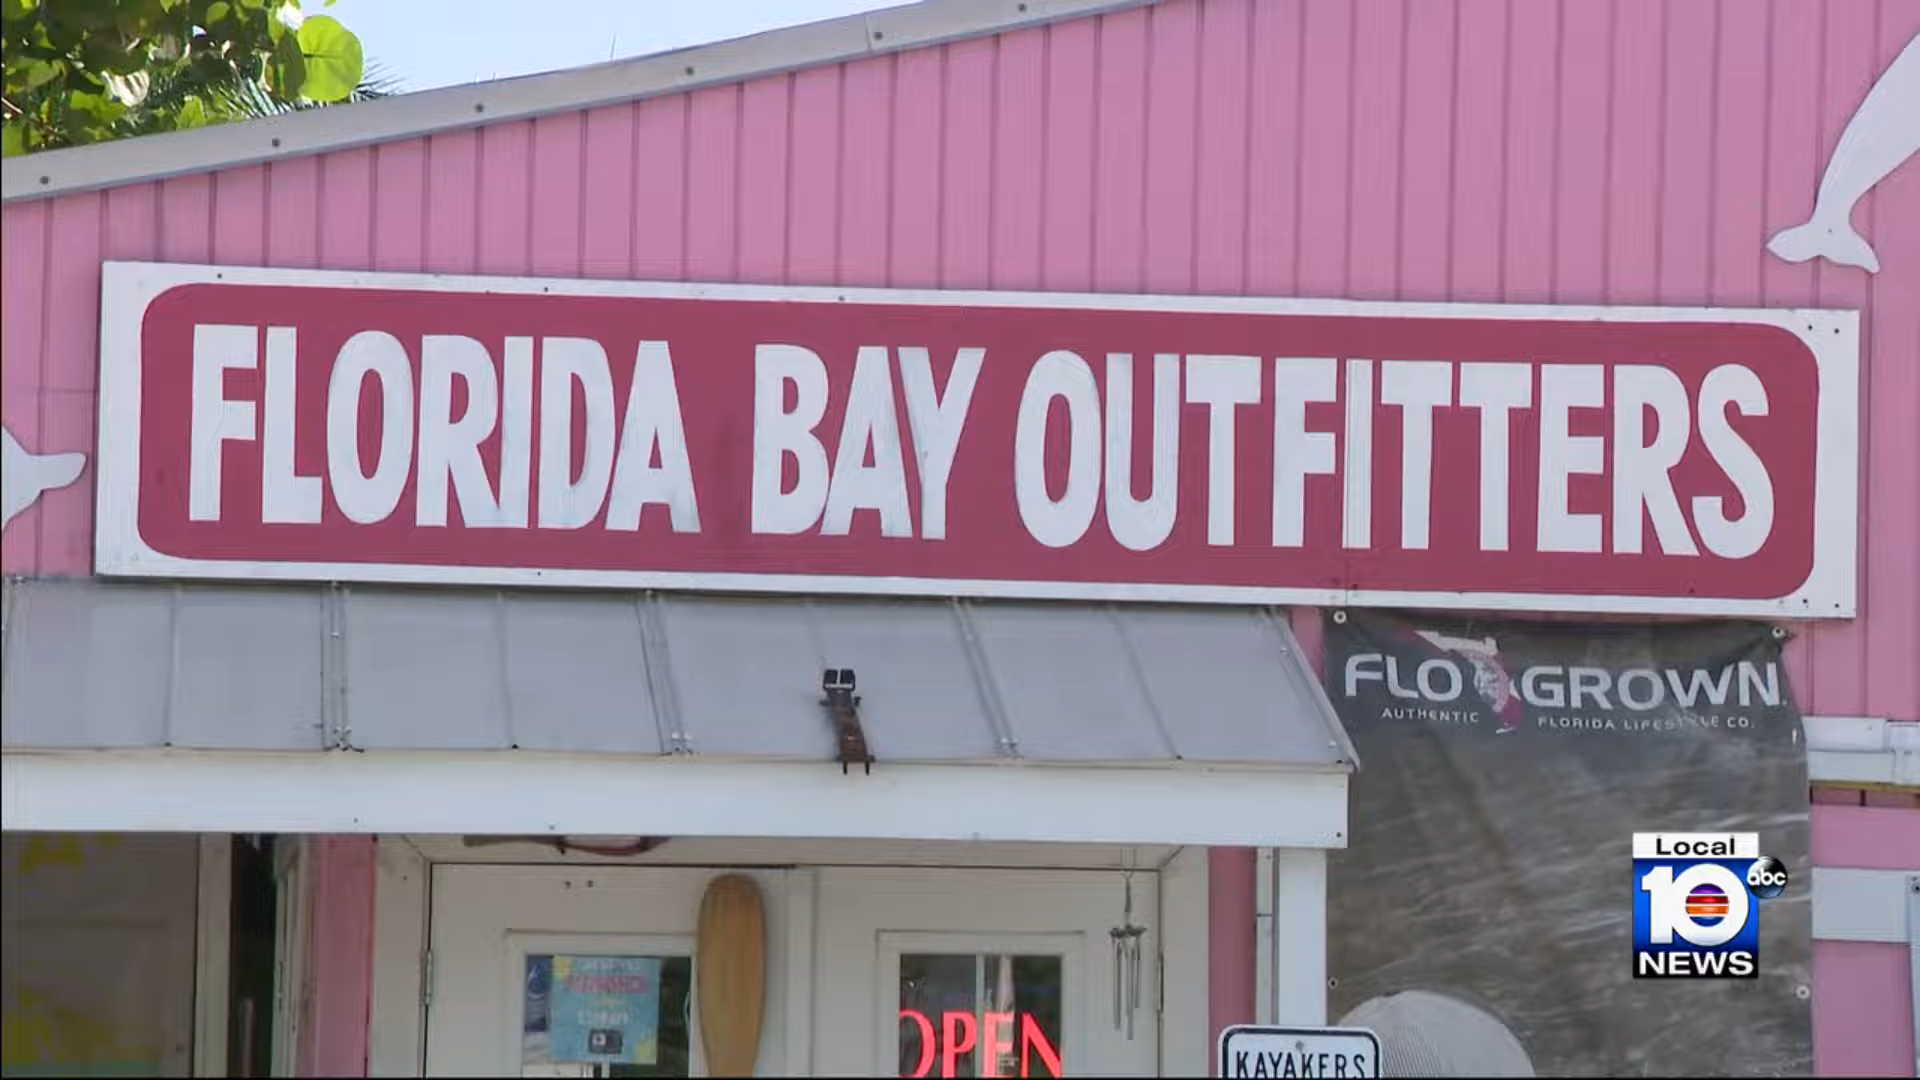 FLORIDA BAY OUTFITTERS
FLO GROWN
AUTHENTIC FLORIDA LIFESTYLE CO.
Local
10 abc
NEWS
OPEN
KAYAKERS